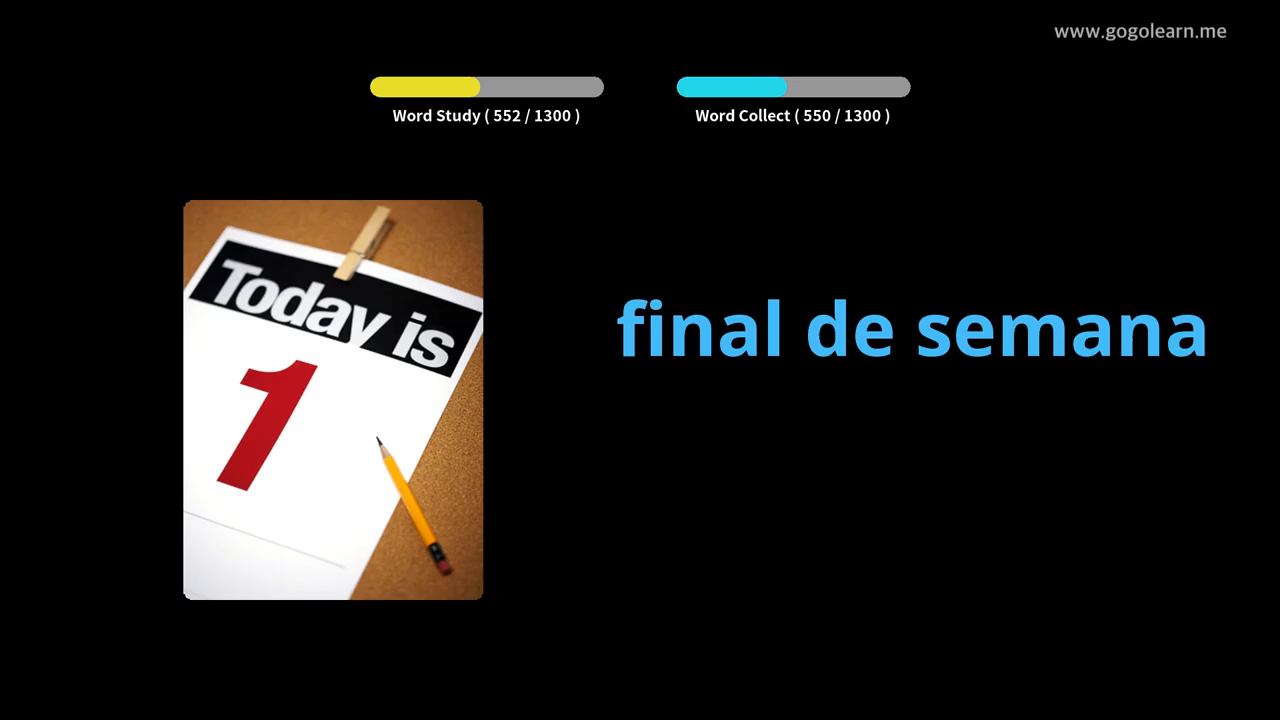 www.gogolearn.me
Word Study ( 552 / 1300 )
Word Collect ( 550 / 1300 )
Today is
1
final de semana